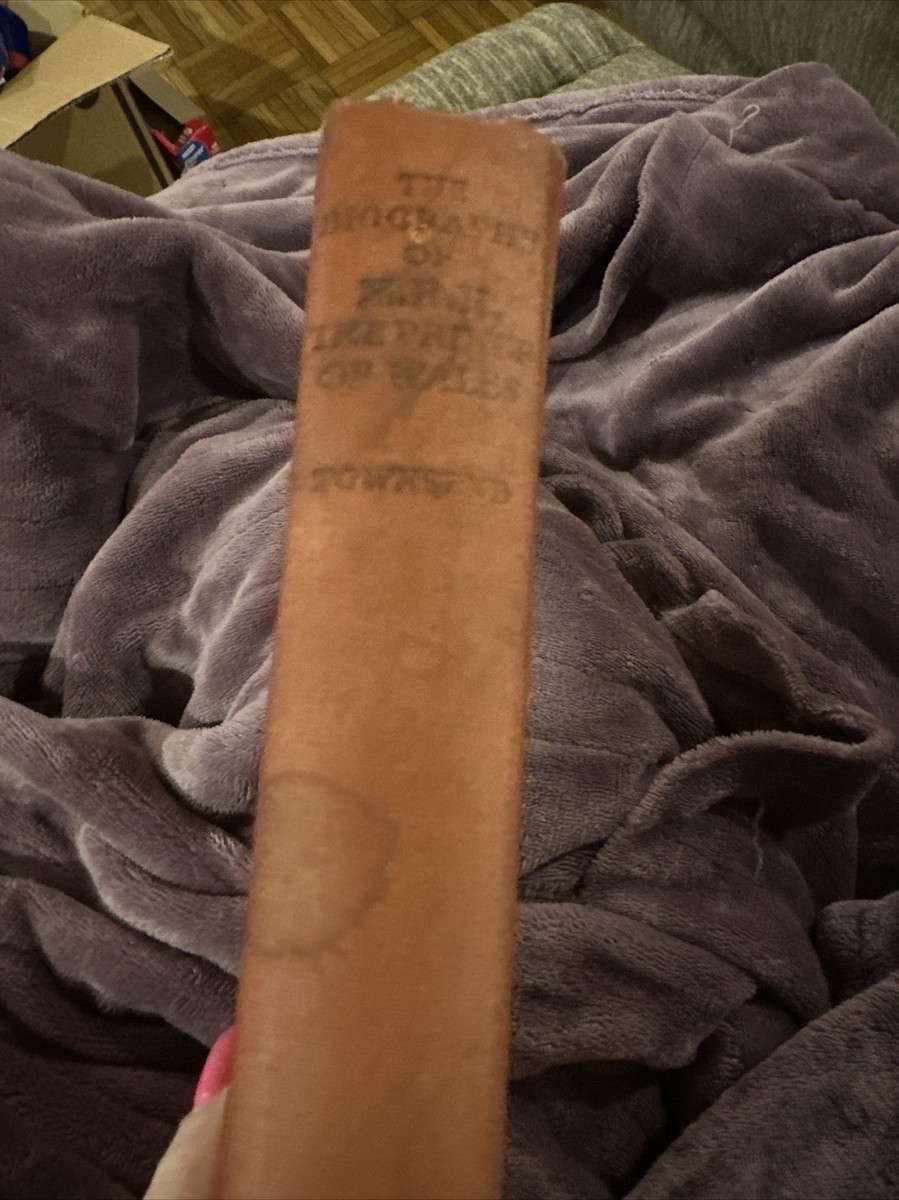 THE
BIOGRAPHY
OF
H.R.H.
THE PRINCE
OF WALES
TOWNSEND